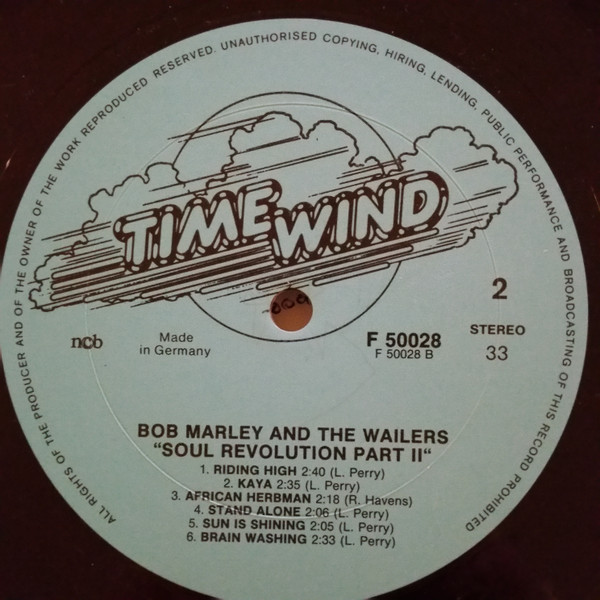 ALL RIGHTS OF THE PRODUCER AND OF THE OWNER OF THE WORK REPRODUCED RESERVED. UNAUTHORISED COPYING, HIRING, LENDING, PUBLIC PERFORMANCE AND BROADCASTING OF THIS RECORD PROHIBITED
TIME WIND
2
ncb
Made
in Germany
F 50028
F 50028 B
STEREO
33
BOB MARLEY AND THE WAILERS
"SOUL REVOLUTION PART II"
1. RIDING HIGH 2:40 (L. Perry)
2. KAYA 2:35 (L. Perry)
3. AFRICAN HERBMAN 2:18 (R. Havens)
4. STAND ALONE 2:06 (L. Perry)
5. SUN IS SHINING 2:05 (L. Perry)
6. BRAIN WASHING 2:33 (L. Perry)